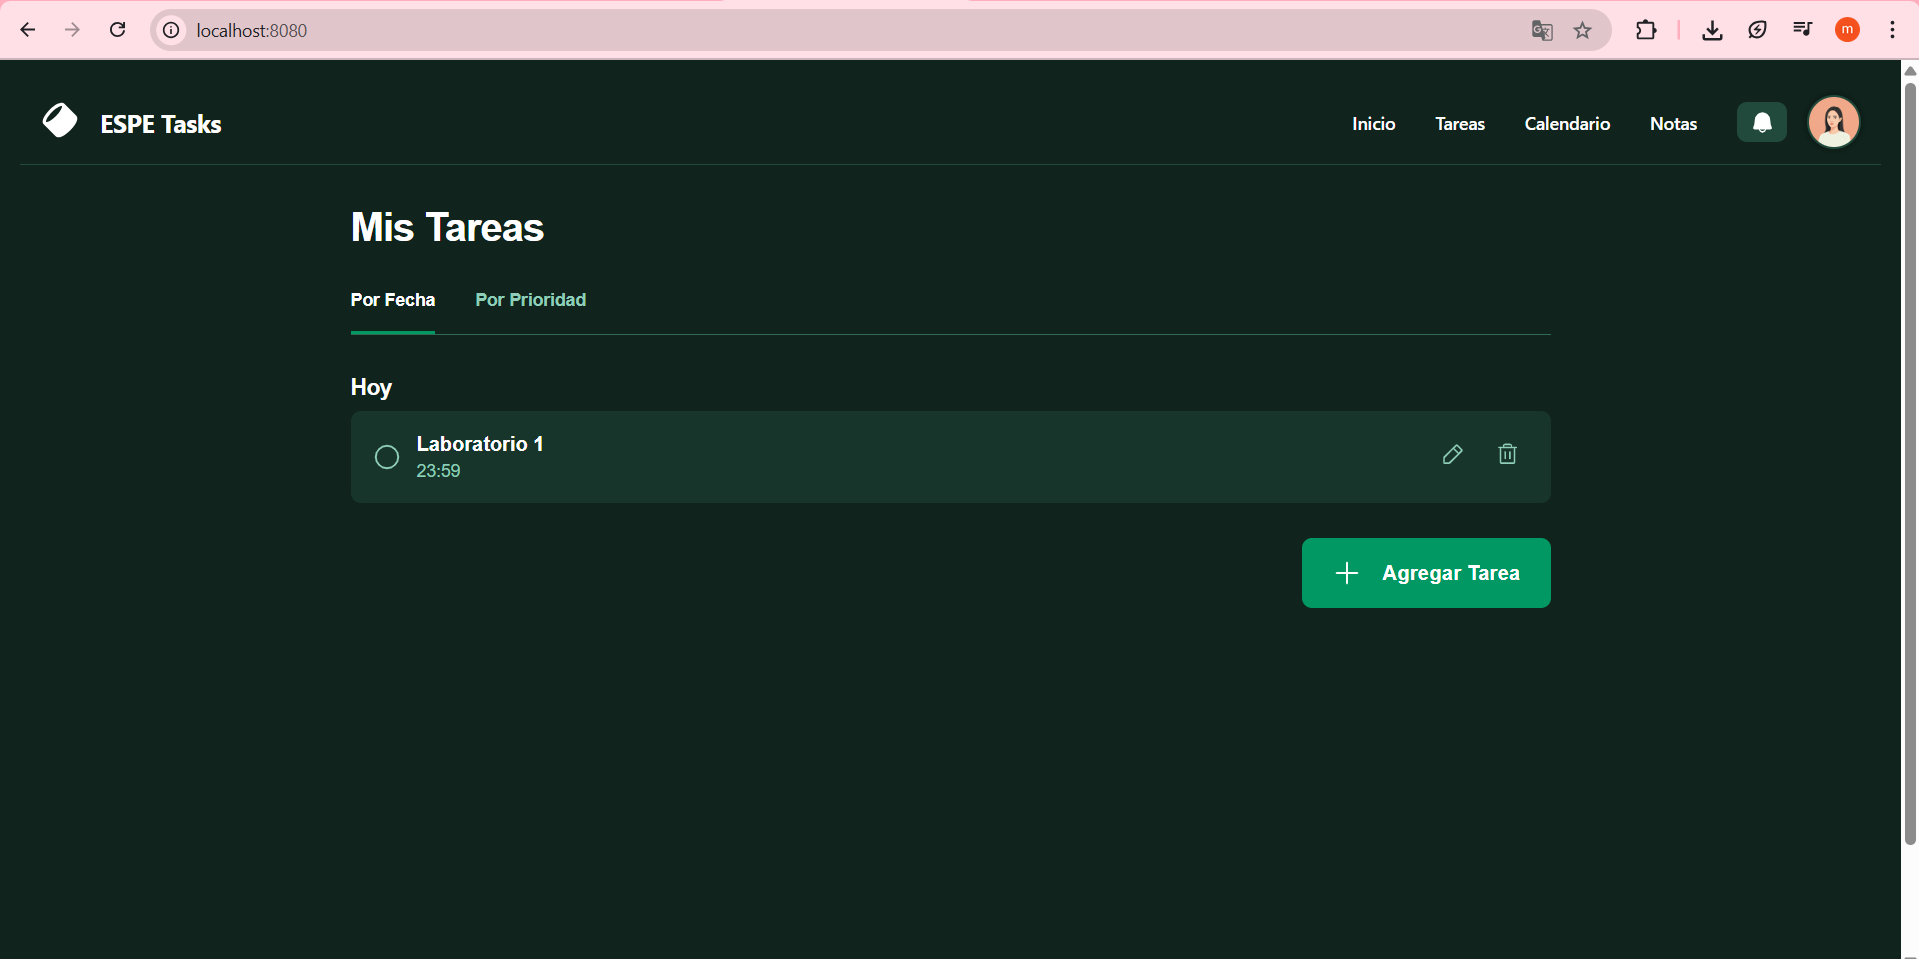 localhost:8080
m
ESPE Tasks
Inicio Tareas Calendario Notas
Mis Tareas
Por Fecha Por Prioridad
Hoy
Laboratorio 1
23:59
Agregar Tarea